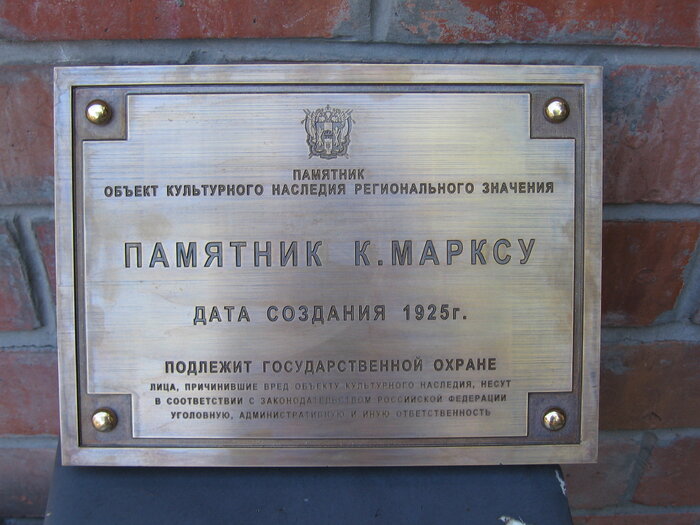 ПАМЯТНИК
ОБЪЕКТ КУЛЬТУРНОГО НАСЛЕДИЯ РЕГИОНАЛЬНОГО ЗНАЧЕНИЯ
ПАМЯТНИК К.МАРКСУ
ДАТА СОЗДАНИЯ 1925г.
ПОДЛЕЖИТ ГОСУДАРСТВЕННОЙ ОХРАНЕ
ЛИЦА, ПРИЧИНИВШИЕ ВРЕД ОБЪЕКТУ КУЛЬТУРНОГО НАСЛЕДИЯ, НЕСУТ
В СООТВЕТСТВИИ С ЗАКОНОДАТЕЛЬСТВОМ РОССИЙСКОЙ ФЕДЕРАЦИИ
УГОЛОВНУЮ, АДМИНИСТРАТИВНУЮ И ИНУЮ ОТВЕТСТВЕННОСТЬ